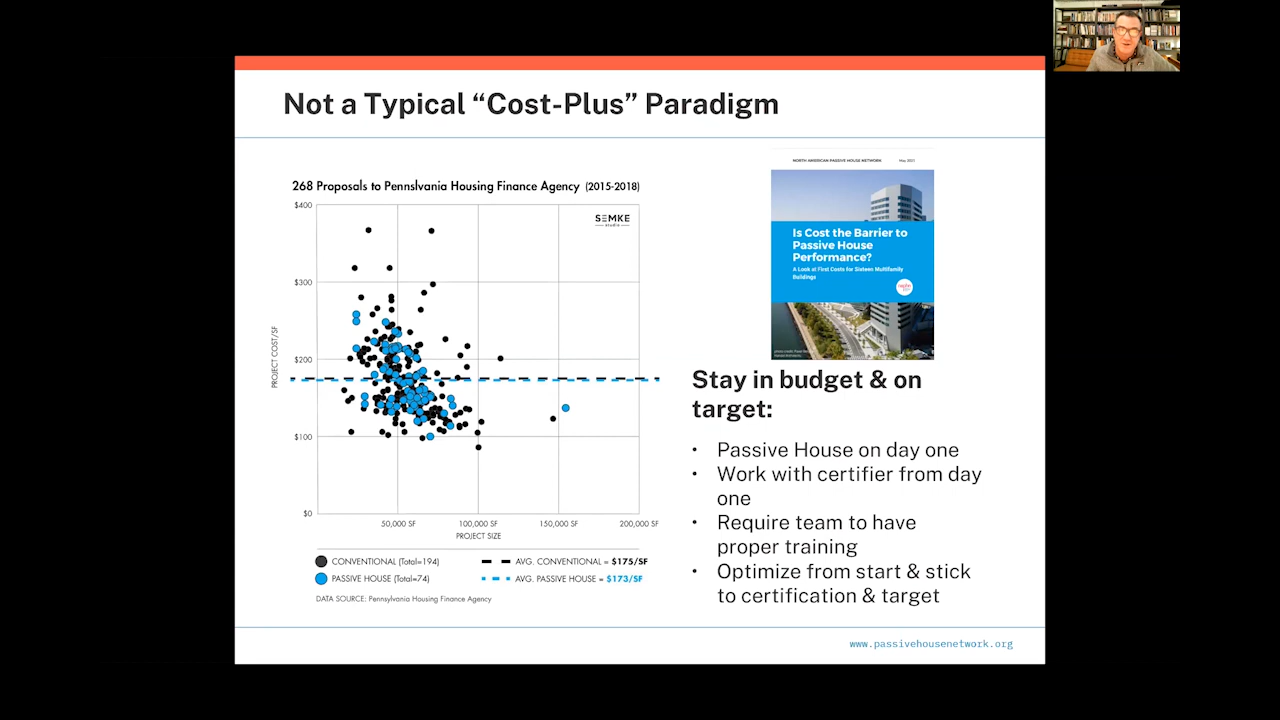 Not a Typical “Cost-Plus” Paradigm
268 Proposals to Pennslvania Housing Finance Agency (2015-2018)
$400
$300
$200
$100
$0
PROJECT COST/SF
SEMKE
studio
50,000 SF
100,000 SF
150,000 SF
200,000 SF
PROJECT SIZE
CONVENTIONAL (Total=194)
AVG. CONVENTIONAL = $175/SF
PASSIVE HOUSE (Total=74)
AVG. PASSIVE HOUSE = $173/SF
DATA SOURCE: Pennsylvania Housing Finance Agency
NORTH AMERICAN PASSIVE HOUSE NETWORK
May, 2021
Is Cost the Barrier to
Passive House
Performance?
A Look at First Costs for Sixteen Multifamily
Buildings
Stay in budget & on
target:
• Passive House on day one
• Work with certifier from day
one
• Require team to have
proper training
• Optimize from start & stick
to certification & target
www.passivehousenetwork.org